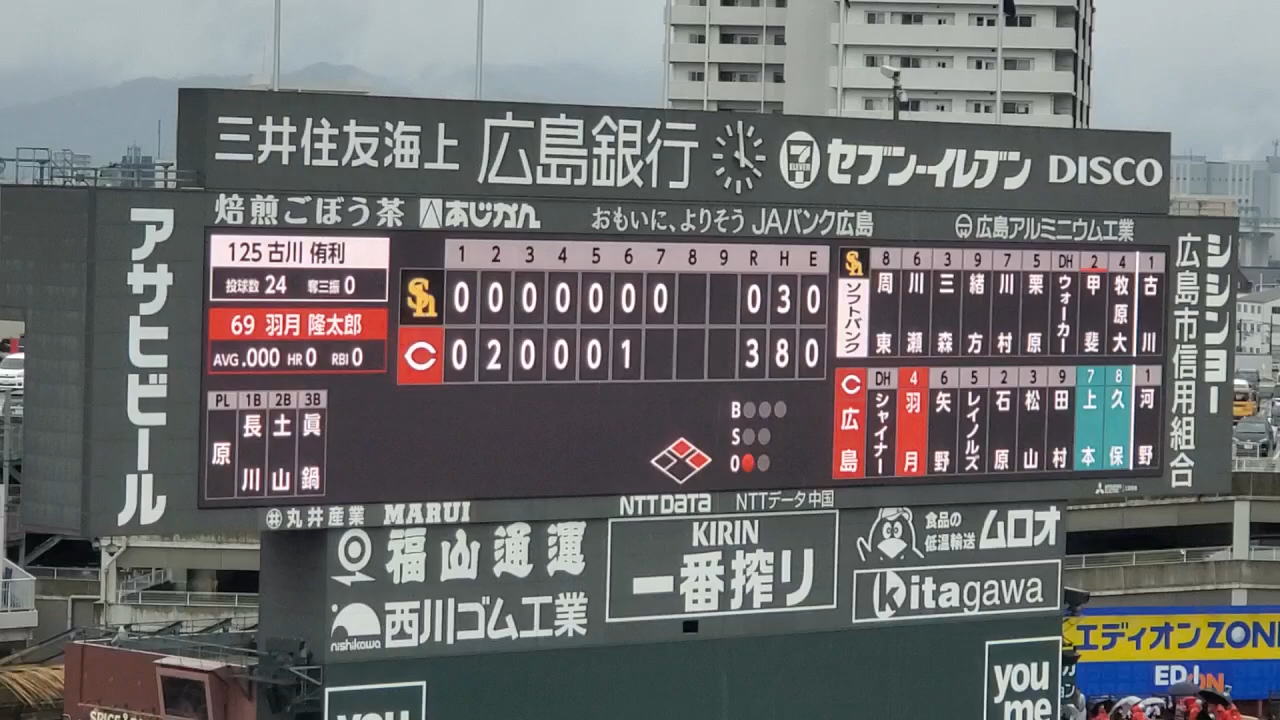 三井住友海上 広島銀行 セブン-イレブン DISCO
焙煎ごぼう茶 あじかん おもいに、よりそう JAバンク広島 広島アルミニウム工業
アサヒビール
125 古川 侑利
投球数 24 奪三振 0
69 羽月 隆太郎
AVG .000 HR 0 RBI 0
PL 1B 2B 3B
原 長川 土山 眞鍋
1 2 3 4 5 6 7 8 9 R H E
0 0 0 0 0 0 0 0 3 0
C 0 2 0 0 0 1 3 8 0
B
S
O
ソフトバンク
8 6 3 9 7 5 DH 2 4 1
周東 川瀬 三森 緒方 川村 栗原 ウォーカー 甲斐 牧原大 古川
C 広島
DH 4 6 5 2 3 9 7 8 1
シャイナー 羽月 矢野 レイノルズ 石原 松山 田村 上本 久保 河野
シシンヨー
広島市信用組合
丸井産業 MARUI NTT DATA NTTデータ中国
福山通運
KIRIN
一番搾り
食品の
低温輸送 ムロオ
nishikawa 西川ゴム工業
Kitagawa
エディオン ZON
EDION
you
me
you